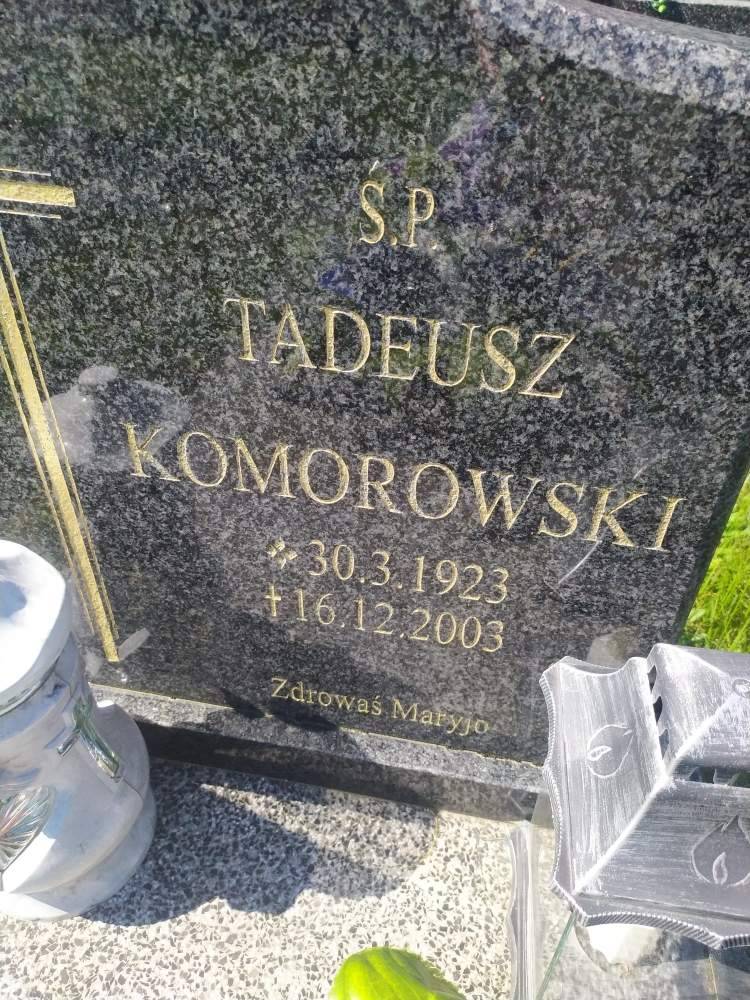 Ś.P.
TADEUSZ
KOMOROWSKI
30.3.1923
16.12.2003
Zdrowaś Maryjo